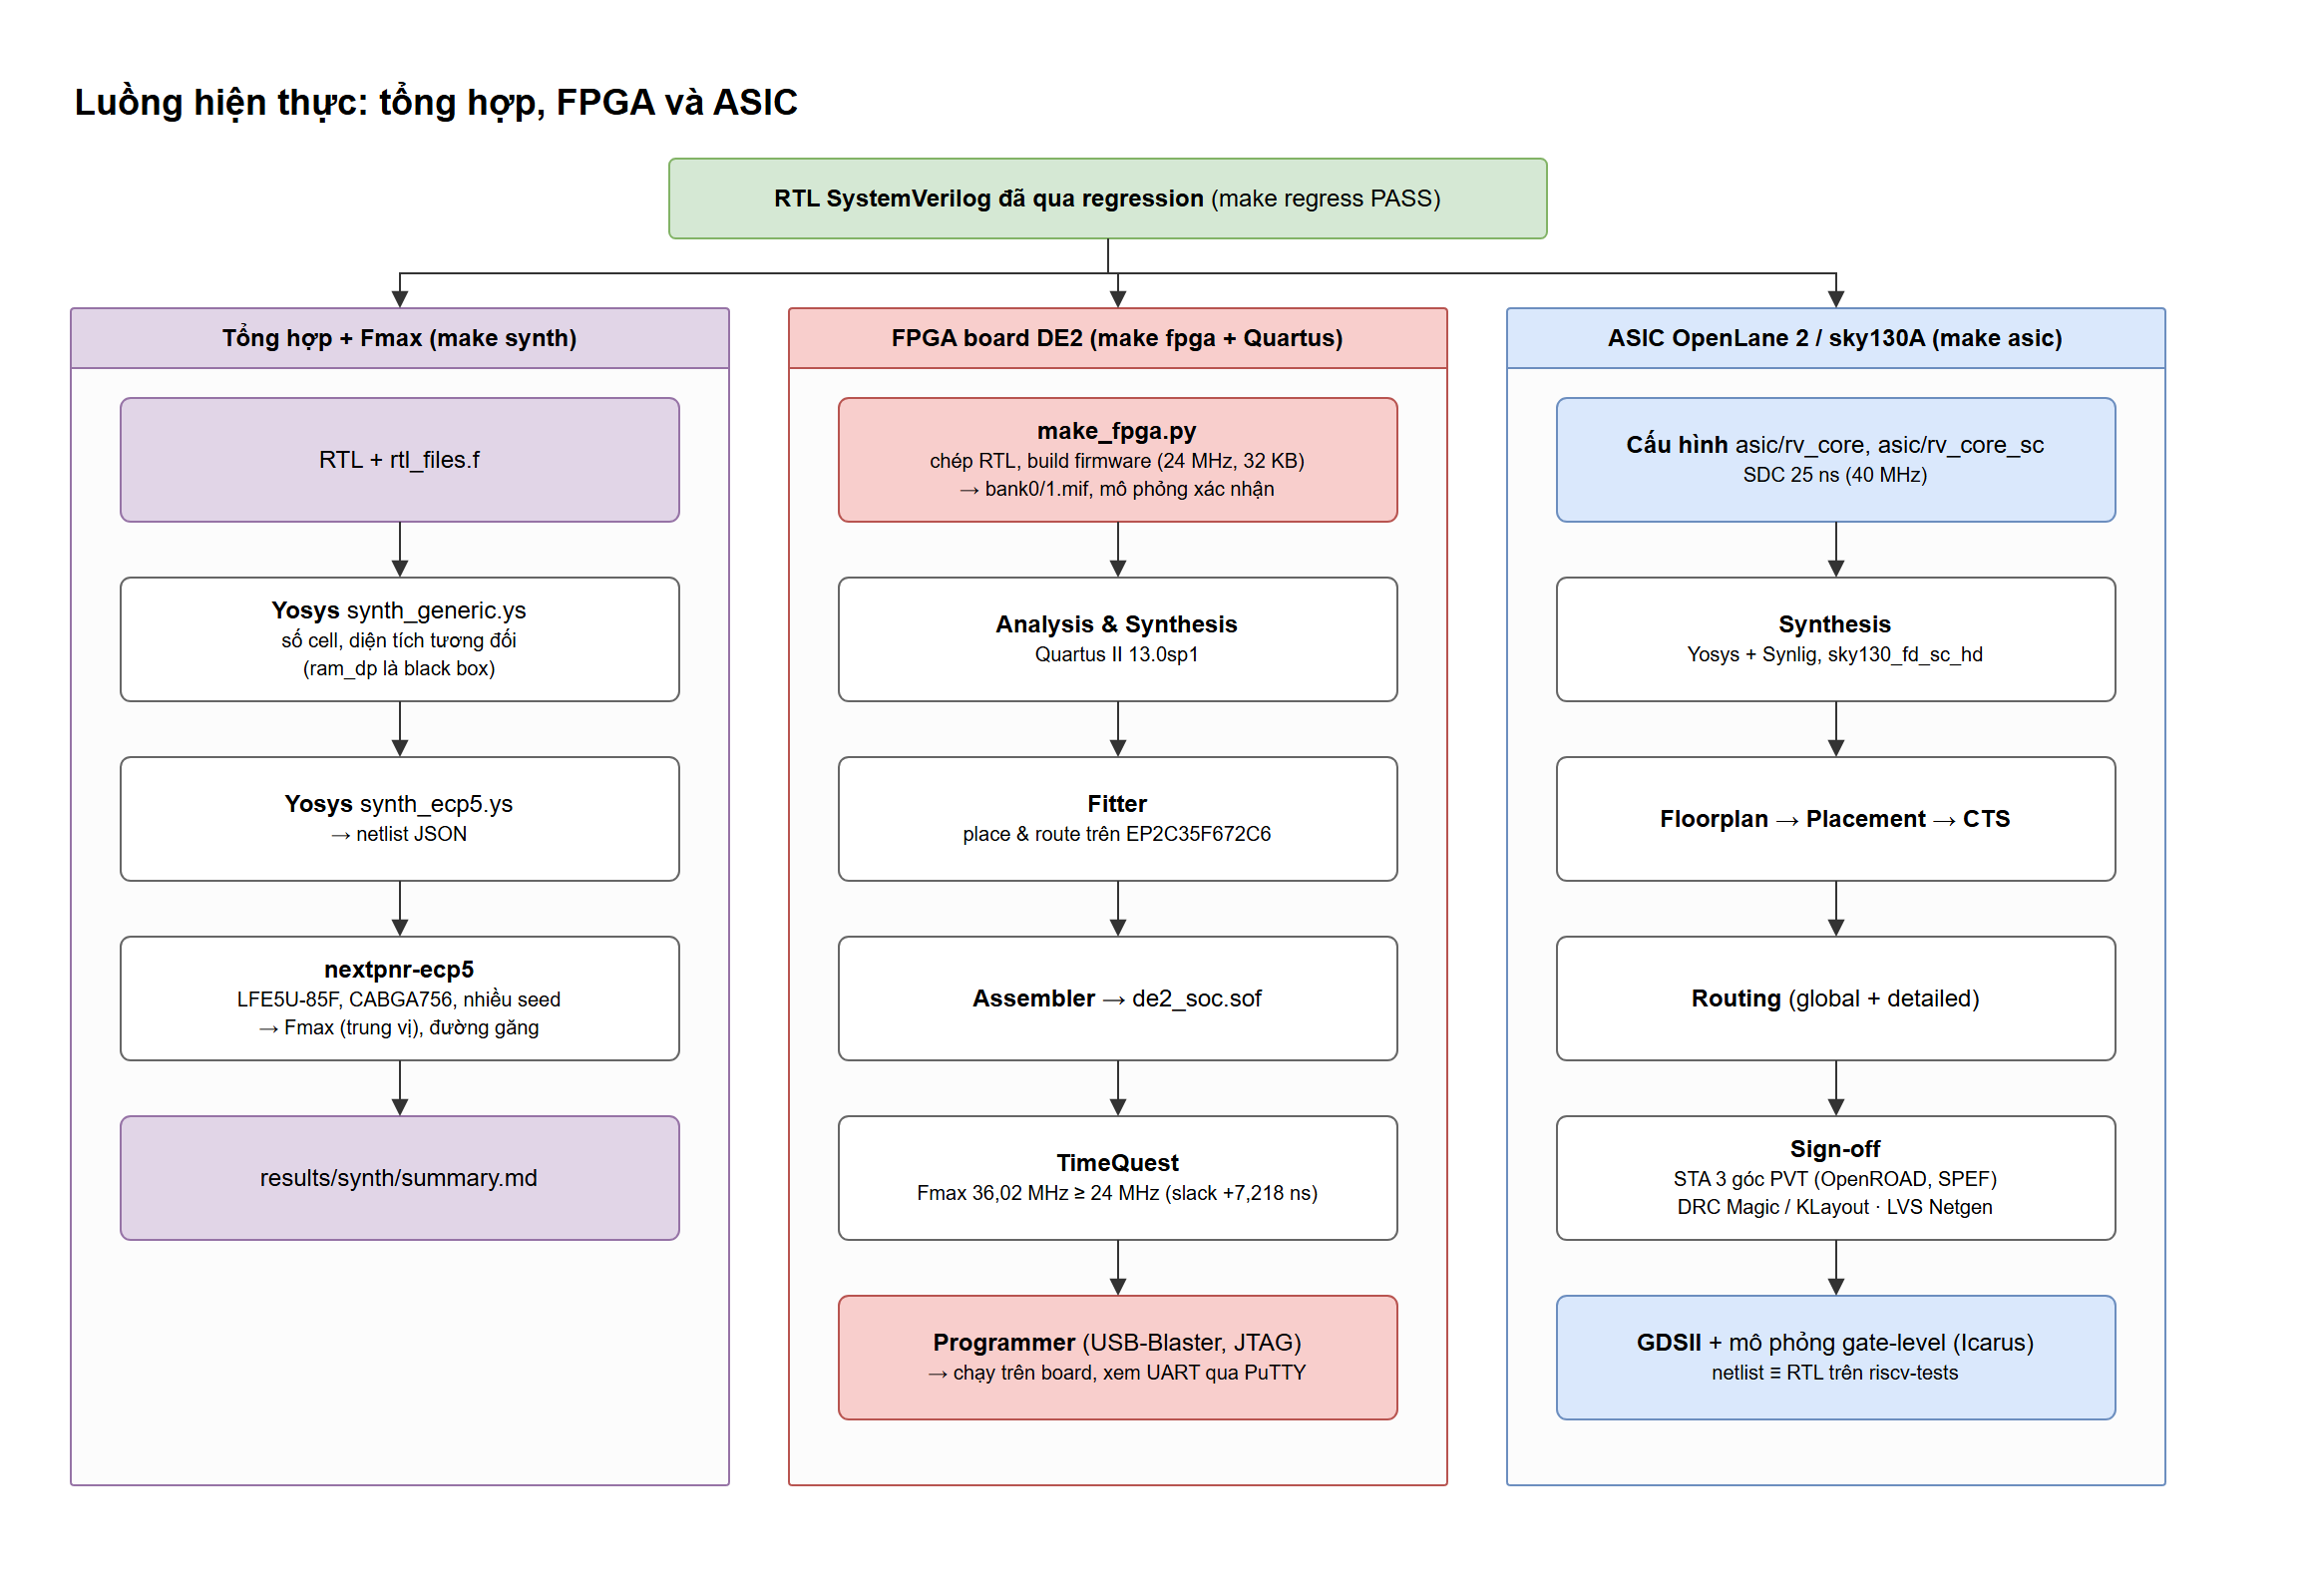 Luồng hiện thực: tổng hợp, FPGA và ASIC
RTL SystemVerilog đã qua regression (make regress PASS)
Tổng hợp + Fmax (make synth)
RTL + rtl_files.f
Yosys synth_generic.ys
số cell, diện tích tương đối
(ram_dp là black box)
Yosys synth_ecp5.ys
→ netlist JSON
nextpnr-ecp5
LFE5U-85F, CABGA756, nhiều seed
→ Fmax (trung vị), đường găng
results/synth/summary.md
FPGA board DE2 (make fpga + Quartus)
make_fpga.py
chép RTL, build firmware (24 MHz, 32 KB)
→ bank0/1.mif, mô phỏng xác nhận
Analysis & Synthesis
Quartus II 13.0sp1
Fitter
place & route trên EP2C35F672C6
Assembler → de2_soc.sof
TimeQuest
Fmax 36,02 MHz ≥ 24 MHz (slack +7,218 ns)
Programmer (USB-Blaster, JTAG)
→ chạy trên board, xem UART qua PuTTY
ASIC OpenLane 2 / sky130A (make asic)
Cấu hình asic/rv_core, asic/rv_core_sc
SDC 25 ns (40 MHz)
Synthesis
Yosys + Synlig, sky130_fd_sc_hd
Floorplan → Placement → CTS
Routing (global + detailed)
Sign-off
STA 3 góc PVT (OpenROAD, SPEF)
DRC Magic / KLayout · LVS Netgen
GDSII + mô phỏng gate-level (Icarus)
netlist ≡ RTL trên riscv-tests